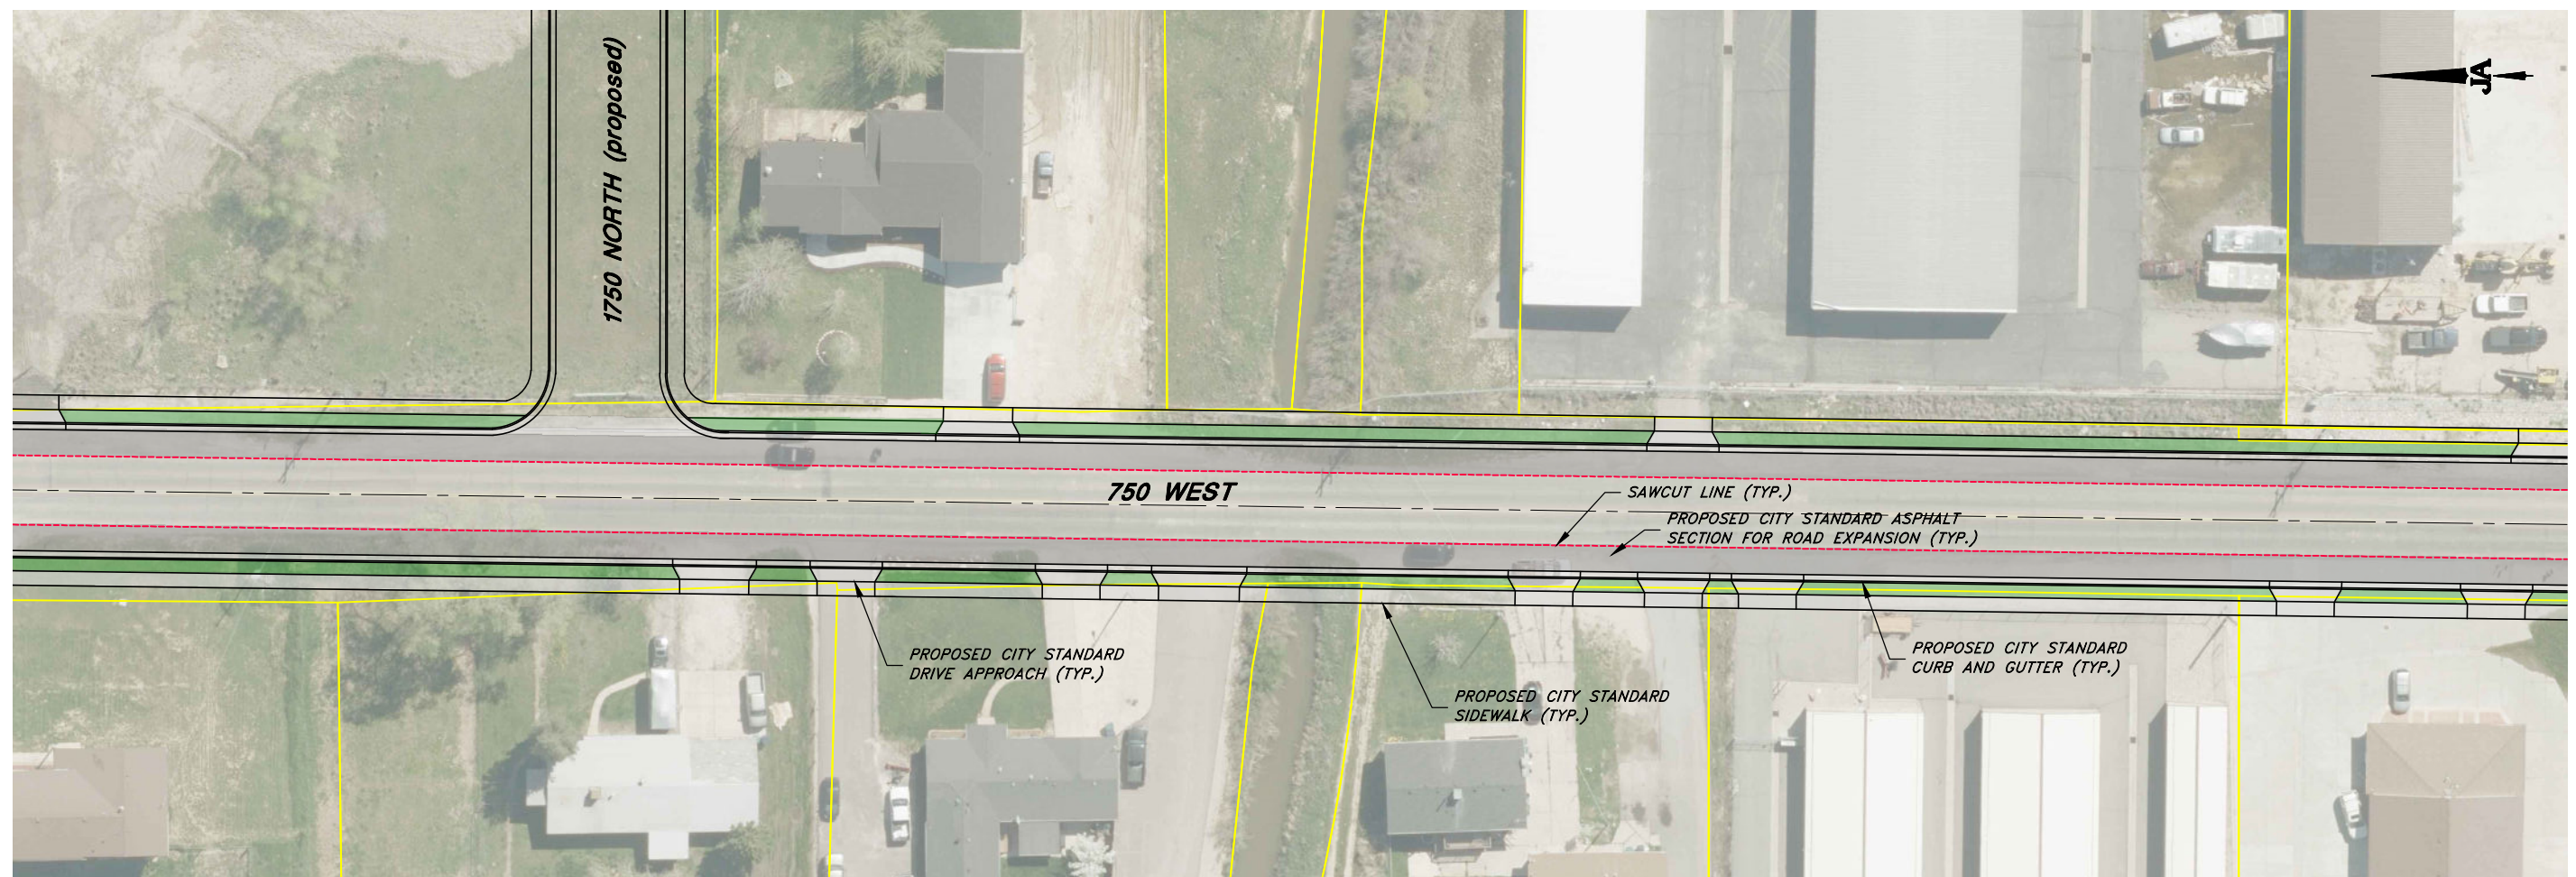 1750 NORTH (proposed)
JA
750 WEST
SAWCUT LINE (TYP.)
PROPOSED CITY STANDARD ASPHALT
SECTION FOR ROAD EXPANSION (TYP.)
PROPOSED CITY STANDARD
DRIVE APPROACH (TYP.)
PROPOSED CITY STANDARD
SIDEWALK (TYP.)
PROPOSED CITY STANDARD
CURB AND GUTTER (TYP.)